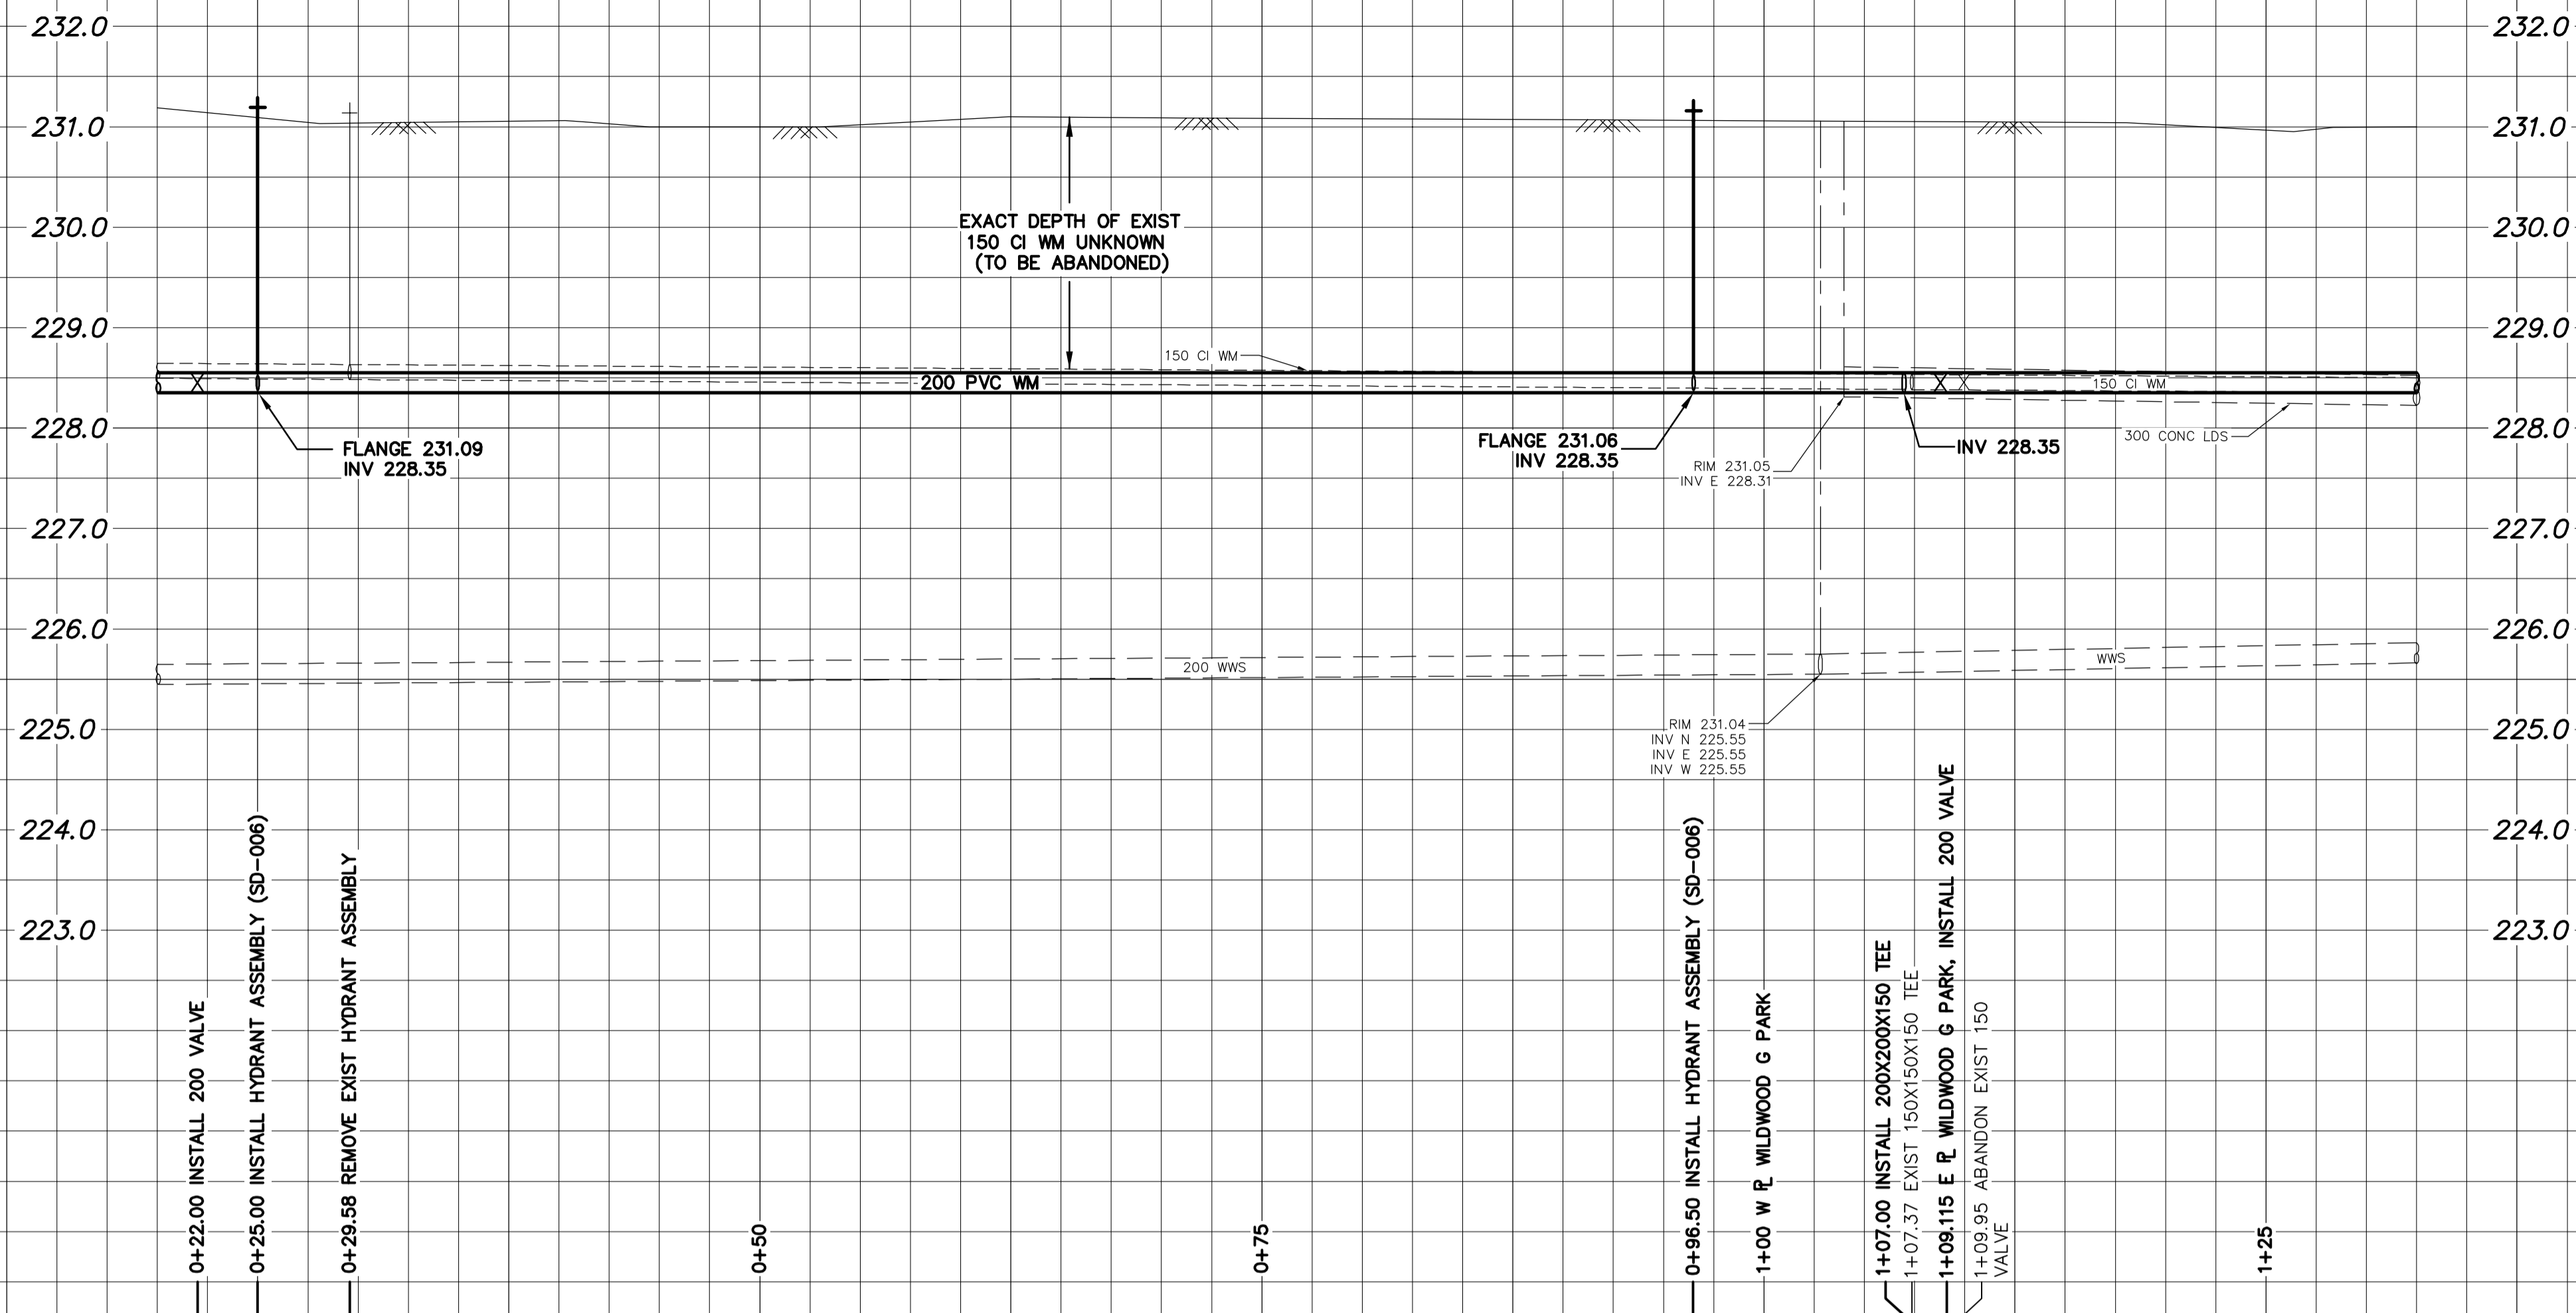 232.0
232.0
231.0
231.0
230.0
230.0
229.0
229.0
228.0
228.0
227.0
227.0
226.0
226.0
225.0
225.0
224.0
224.0
223.0
223.0
EXACT DEPTH OF EXIST
150 CI WM UNKNOWN
(TO BE ABANDONED)
150 CI WM
200 PVC WM
150 CI WM
FLANGE 231.09
INV 228.35
FLANGE 231.06
INV 228.35
RIM 231.05
INV E 228.31
INV 228.35
300 CONC LDS
200 WWS
WWS
RIM 231.04
INV N 225.55
INV E 225.55
INV W 225.55
0+22.00 INSTALL 200 VALVE
0+25.00 INSTALL HYDRANT ASSEMBLY (SD-006)
0+29.58 REMOVE EXIST HYDRANT ASSEMBLY
0+50
0+75
0+96.50 INSTALL HYDRANT ASSEMBLY (SD-006)
1+00 W PL WILDWOOD G PARK
1+07.00 INSTALL 200X200X150 TEE
1+07.37 EXIST 150X150X150 TEE
1+09.115 E PL WILDWOOD G PARK, INSTALL 200 VALVE
1+09.95 ABANDON EXIST 150
VALVE
1+25